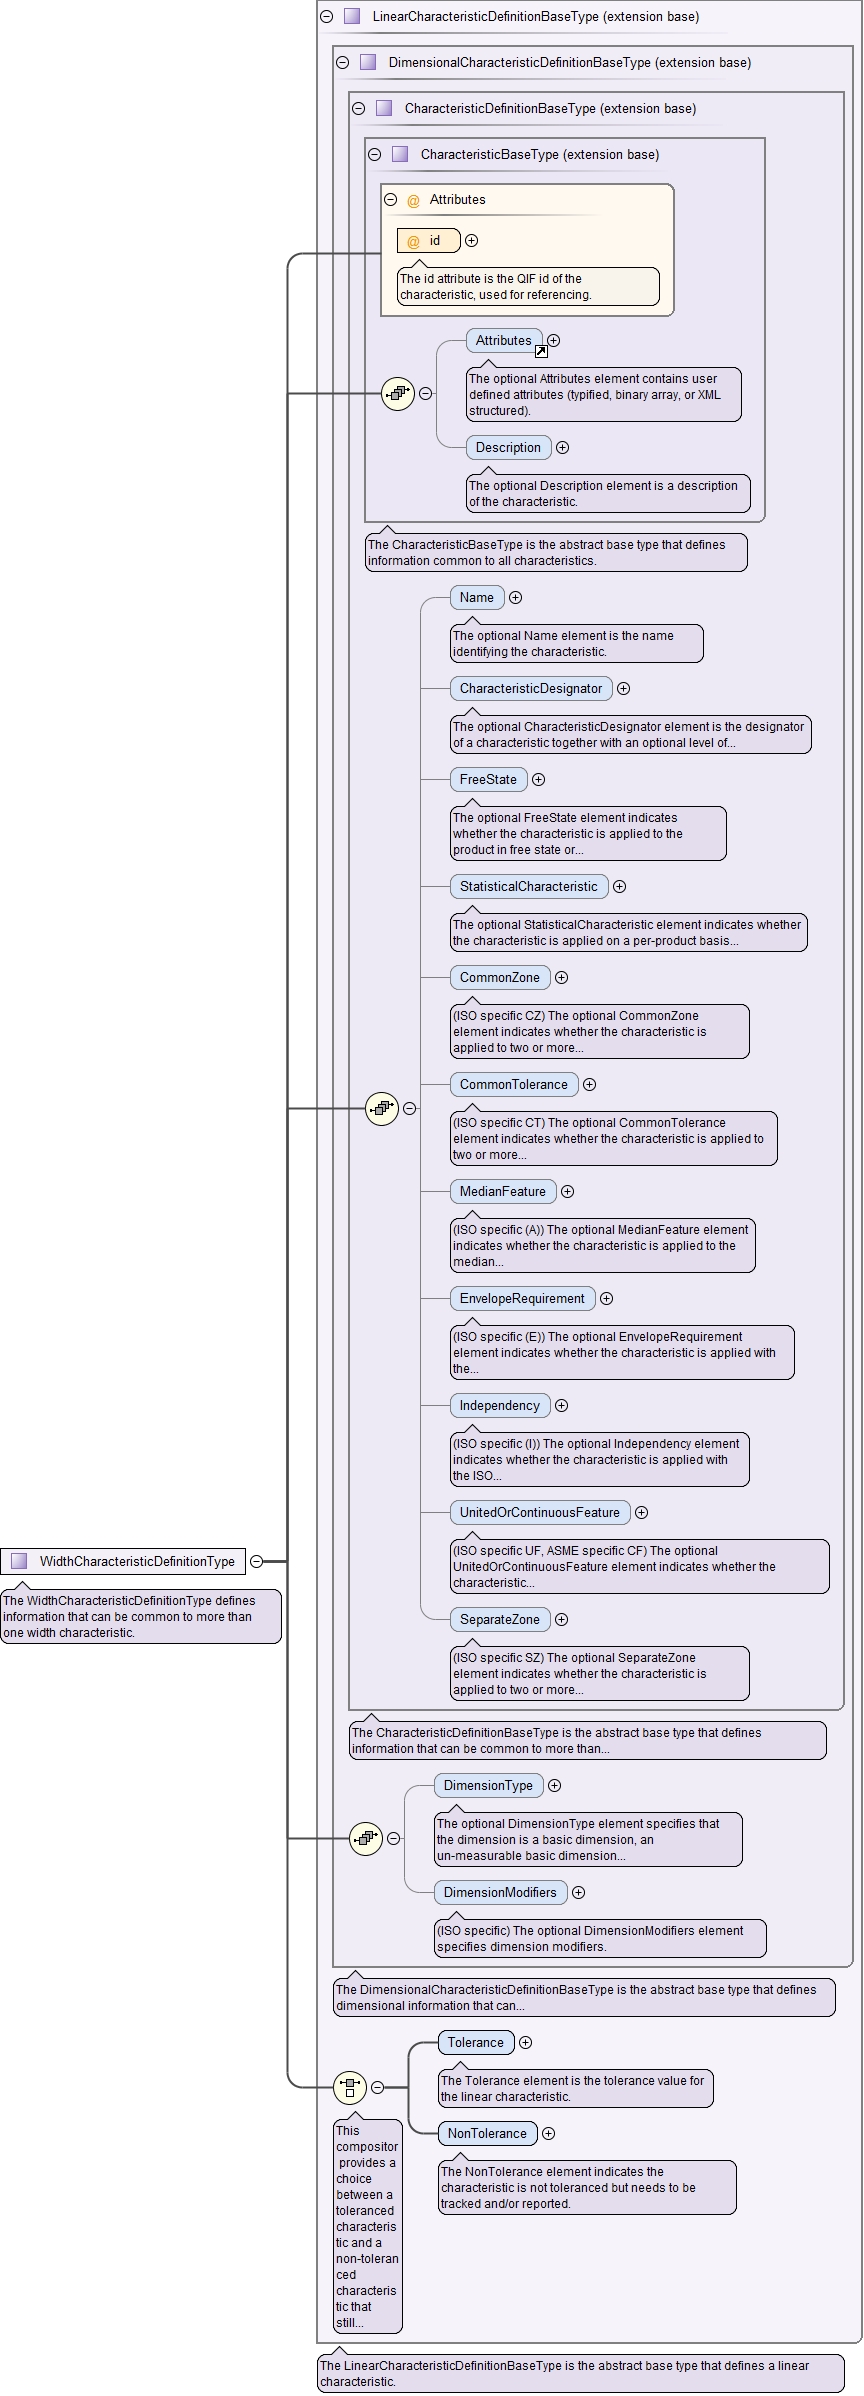 LinearCharacteristicDefinitionBaseType (extension base)
DimensionalCharacteristicDefinitionBaseType (extension base)
CharacteristicDefinitionBaseType (extension base)
CharacteristicBaseType (extension base)
@ Attributes
@ id
The id attribute is the QIF id of the
characteristic, used for referencing.
Attributes
The optional Attributes element contains user
defined attributes (typified, binary array, or XML
structured).
Description
The optional Description element is a description
of the characteristic.
The CharacteristicBaseType is the abstract base type that defines
information common to all characteristics.
Name
The optional Name element is the name
identifying the characteristic.
CharacteristicDesignator
The optional CharacteristicDesignator element is the designator
of a characteristic together with an optional level of...
FreeState
The optional FreeState element indicates
whether the characteristic is applied to the
product in free state or...
StatisticalCharacteristic
The optional StatisticalCharacteristic element indicates whether
the characteristic is applied on a per-product basis...
CommonZone
(ISO specific CZ) The optional CommonZone
element indicates whether the characteristic is
applied to two or more...
CommonTolerance
(ISO specific CT) The optional CommonTolerance
element indicates whether the characteristic is applied to
two or more...
MedianFeature
(ISO specific (A)) The optional MedianFeature element
indicates whether the characteristic is applied to the
median...
EnvelopeRequirement
(ISO specific (E)) The optional EnvelopeRequirement
element indicates whether the characteristic is applied with
the...
Independency
(ISO specific (I)) The optional Independency element
indicates whether the characteristic is applied with
the ISO...
UnitedOrContinuousFeature
(ISO specific UF, ASME specific CF) The optional
UnitedOrContinuousFeature element indicates whether the
characteristic...
WidthCharacteristicDefinitionType
The WidthCharacteristicDefinitionType defines
information that can be common to more than
one width characteristic.
SeparateZone
(ISO specific SZ) The optional SeparateZone
element indicates whether the characteristic is
applied to two or more...
The CharacteristicDefinitionBaseType is the abstract base type that defines
information that can be common to more than...
DimensionType
The optional DimensionType element specifies that
the dimension is a basic dimension, an
un-measurable basic dimension...
DimensionModifiers
(ISO specific) The optional DimensionModifiers element
specifies dimension modifiers.
The DimensionalCharacteristicDefinitionBaseType is the abstract base type that defines
dimensional information that can...
Tolerance
The Tolerance element is the tolerance value for
the linear characteristic.
NonTolerance
The NonTolerance element indicates the
characteristic is not toleranced but needs to be
tracked and/or reported.
This
compositor
provides a
choice
between a
toleranced
characteris
tic and a
non-toleran
ced
characteris
tic that
still...
The LinearCharacteristicDefinitionBaseType is the abstract base type that defines a linear
characteristic.